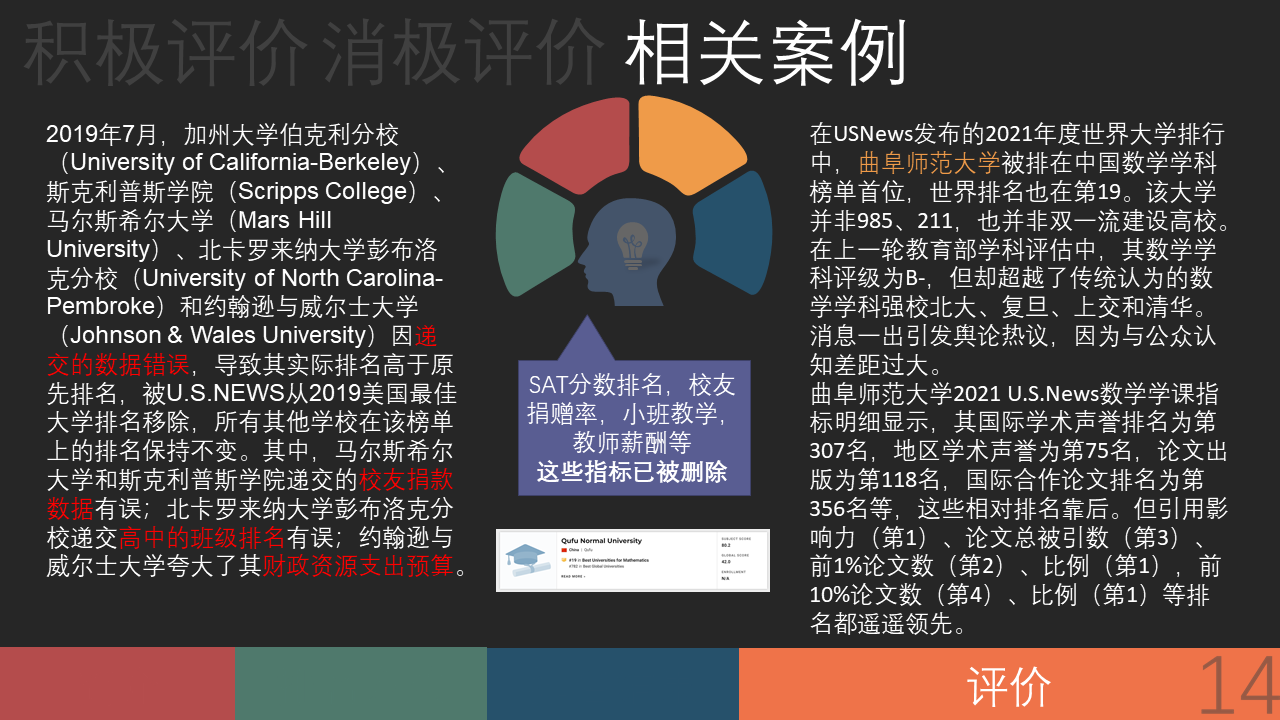 积极评价 消极评价 相关案例
2019年7月，加州大学伯克利分校
（University of California-Berkeley）、
斯克利普斯学院（Scripps College）、
马尔斯希尔大学（Mars Hill
University）、北卡罗来纳大学彭布洛
克分校（University of North Carolina-
Pembroke）和约翰逊与威尔士大学
（Johnson & Wales University）因递
交的数据错误，导致其实际排名高于原
先排名，被U.S.NEWS从2019美国最佳
大学排名移除，所有其他学校在该榜单
上的排名保持不变。其中，马尔斯希尔
大学和斯克利普斯学院递交的校友捐款
数据有误；北卡罗来纳大学彭布洛克分
校递交高中的班级排名有误；约翰逊与
威尔士大学夸大了其财政资源支出预算。
SAT分数排名，校友
捐赠率，小班教学，
教师薪酬等
这些指标已被删除
Qufu Normal University
China | Qufu
#19 in Best Universities for Mathematics
#782 in Best Global Universities
READ MORE
SUBJECT SCORE
80.2
GLOBAL SCORE
42.0
ENROLLMENT
N/A
在USNews发布的2021年度世界大学排行
中，曲阜师范大学被排在中国数学学科
榜单首位，世界排名也在第19。该大学
并非985、211，也并非双一流建设高校。
在上一轮教育部学科评估中，其数学学
科评级为B-，但却超越了传统认为的数
学学科强校北大、复旦、上交和清华。
消息一出引发舆论热议，因为与公众认
知差距过大。
曲阜师范大学2021 U.S.News数学学课指
标明细显示，其国际学术声誉排名为第
307名，地区学术声誉为第75名，论文出
版为第118名，国际合作论文排名为第
356名等，这些相对排名靠后。但引用影
响力（第1）、论文总被引数（第3）、
前1%论文数（第2）、比例（第1），前
10%论文数（第4）、比例（第1）等排
名都遥遥领先。
评价
14